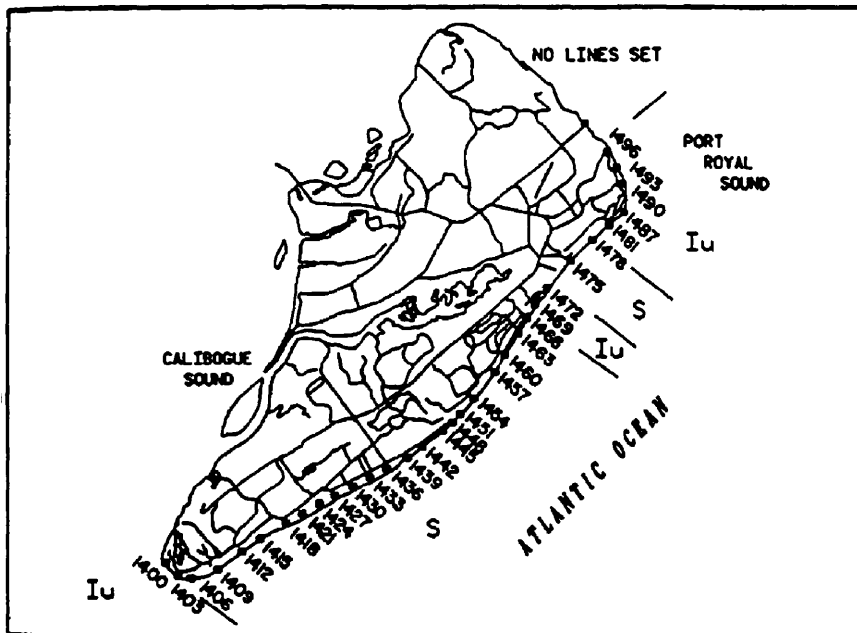 NO LINES SET
PORT
ROYAL
SOUND
1496
1493
1490
1487
1481
1478
1475
1472
1469
1466
1463
1460
1457
1454
1451
1448
1445
1442
1439
1436
1433
1430
1427
1424
1421
1418
1415
1412
1409
1406
1403
1400
Iu
S
Iu
S
Iu
CALIBOGUE
SOUND
ATLANTIC OCEAN